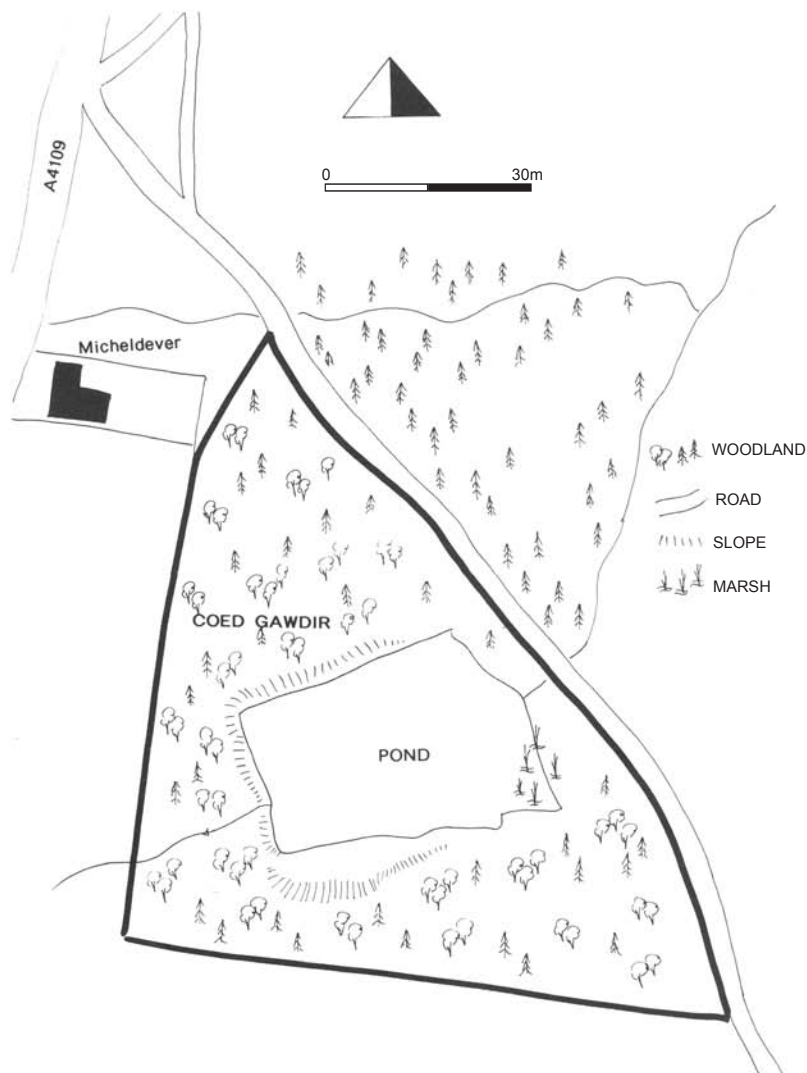 A4109
0 30m
Micheldever
WOODLAND
ROAD
SLOPE
MARSH
COED GAWDIR
POND